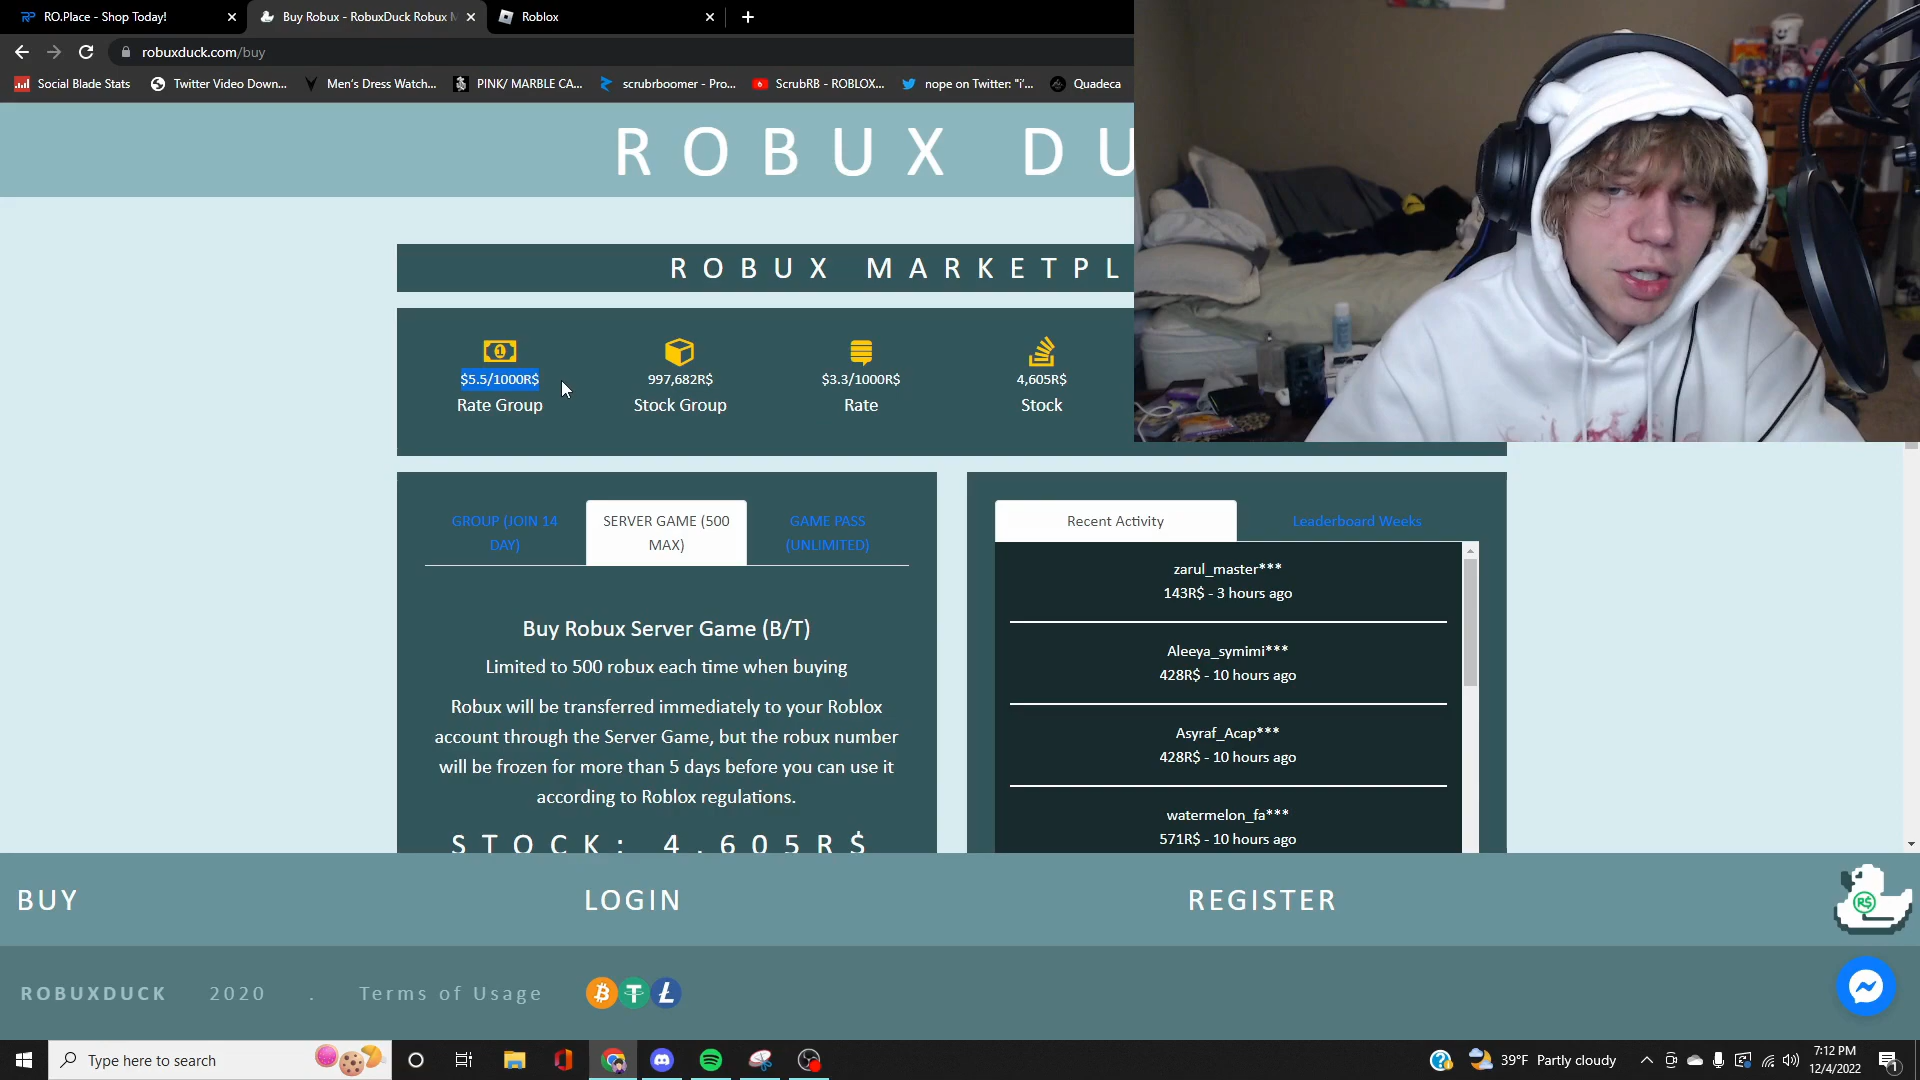 RO.Place - Shop Today!
Buy Robux - RobuxDuck Robux M
Roblox
robuxduck.com/buy
Social Blade Stats
Twitter Video Down...
Men's Dress Watch...
PINK/ MARBLE CA...
scrubrboomer - Pro...
ScrubRB - ROBLOX...
nope on Twitter: "i'...
Quadeca
ROBUX DU
ROBUX MARKETPL
$5.5/1000R$
Rate Group
997,682R$
Stock Group
$3.3/1000R$
Rate
4,605R$
Stock
GROUP (JOIN 14
DAY)
SERVER GAME (500
MAX)
GAME PASS
(UNLIMITED)
Buy Robux Server Game (B/T)
Limited to 500 robux each time when buying
Robux will be transferred immediately to your Roblox
account through the Server Game, but the robux number
will be frozen for more than 5 days before you can use it
according to Roblox regulations.
STOCK: 4,605R$
Recent Activity
Leaderboard Weeks
zarul_master***
143R$ - 3 hours ago
Aleeya_symimi***
428R$ - 10 hours ago
Asyraf_Acap***
428R$ - 10 hours ago
watermelon_fa***
571R$ - 10 hours ago
BUY
LOGIN
REGISTER
R$
ROBUXDUCK 2020 . Terms of Usage
Type here to search
39°F Partly cloudy
7:12 PM
12/4/2022
1